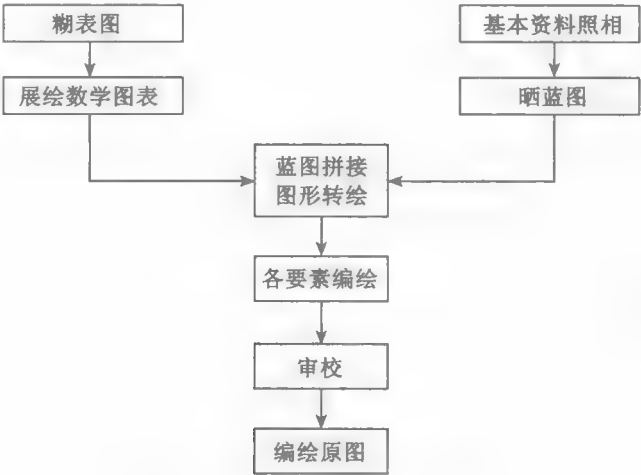 糊表图
基本资料照相
展绘数学图表
晒蓝图
蓝图拼接
图形转绘
各要素编绘
审校
编绘原图